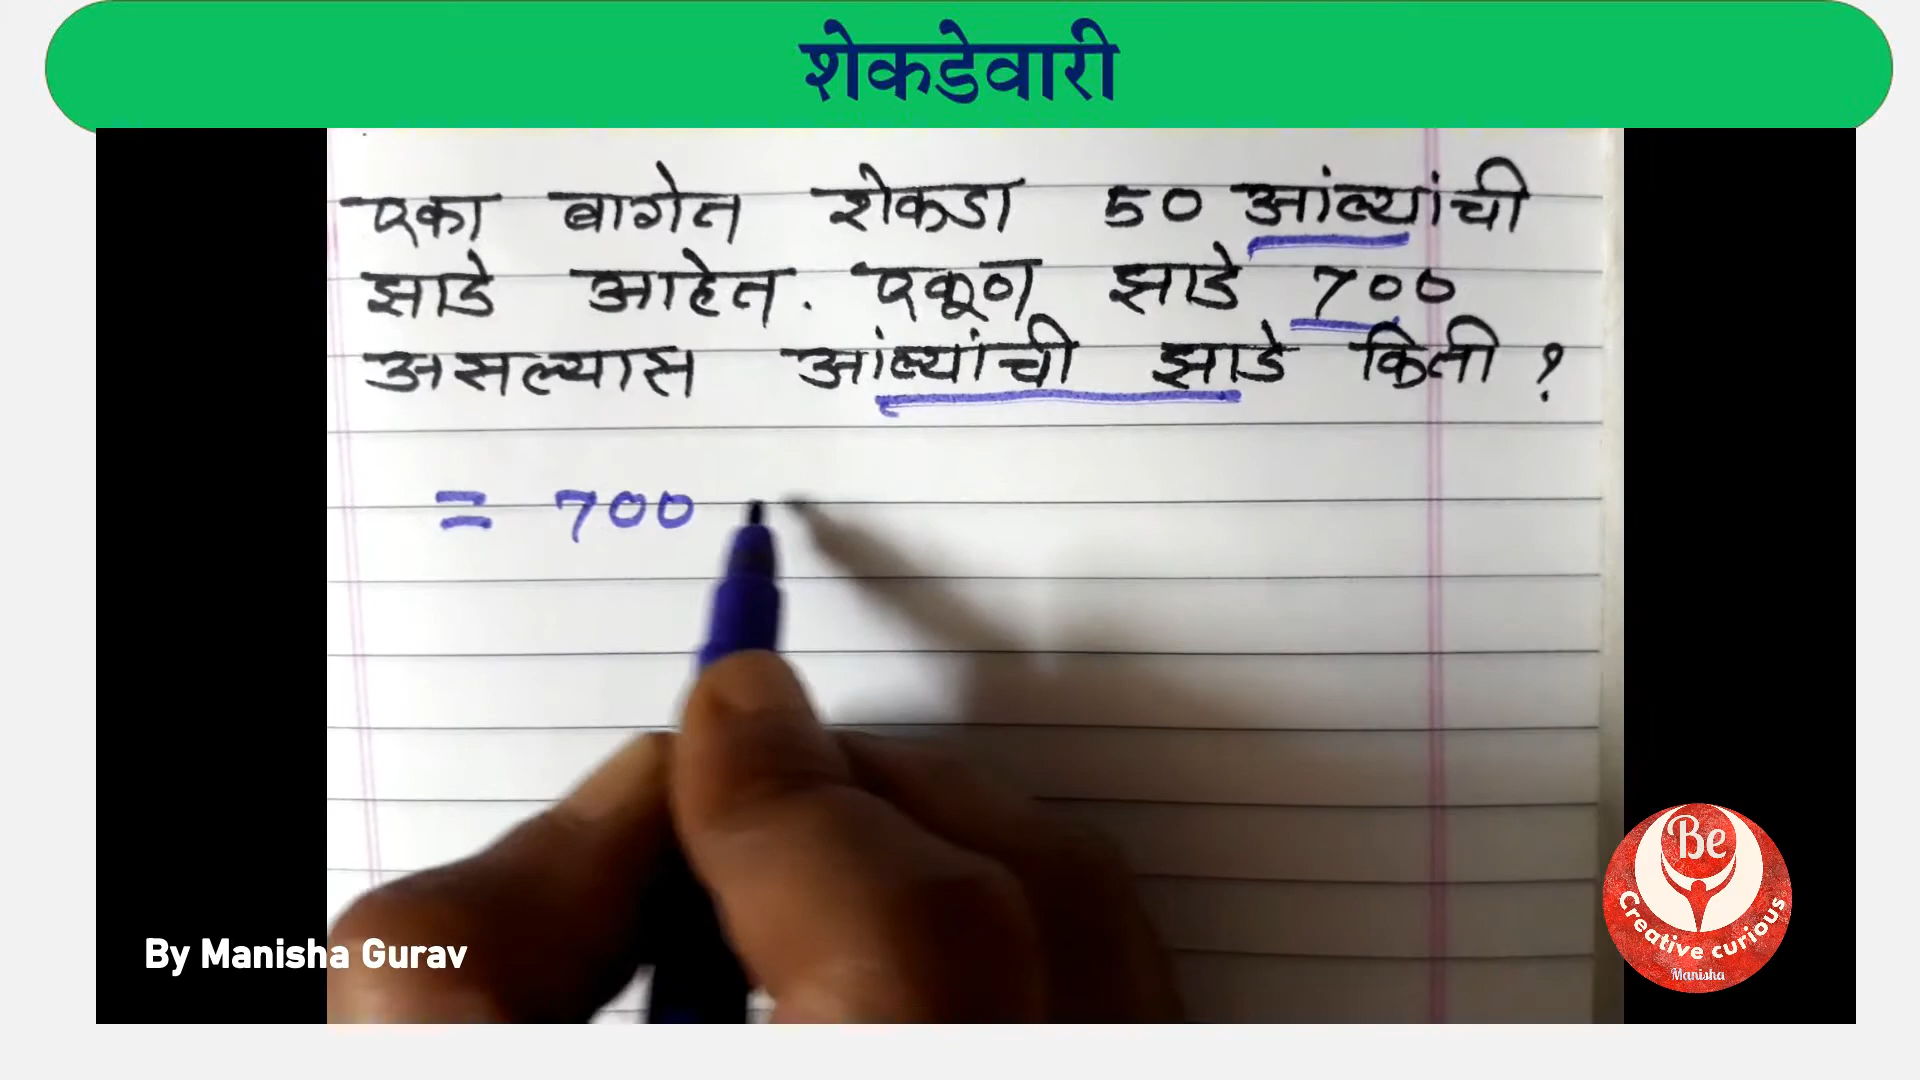 शेकडेवारी
एका बागेत शेकडा 50 आंब्यांची
झाडे आहेत. एकूण झाडे 700
असल्यास आंब्यांची झाडे किती ?
= 700
By Manisha Gurav
Be
Creative curious
Manisha